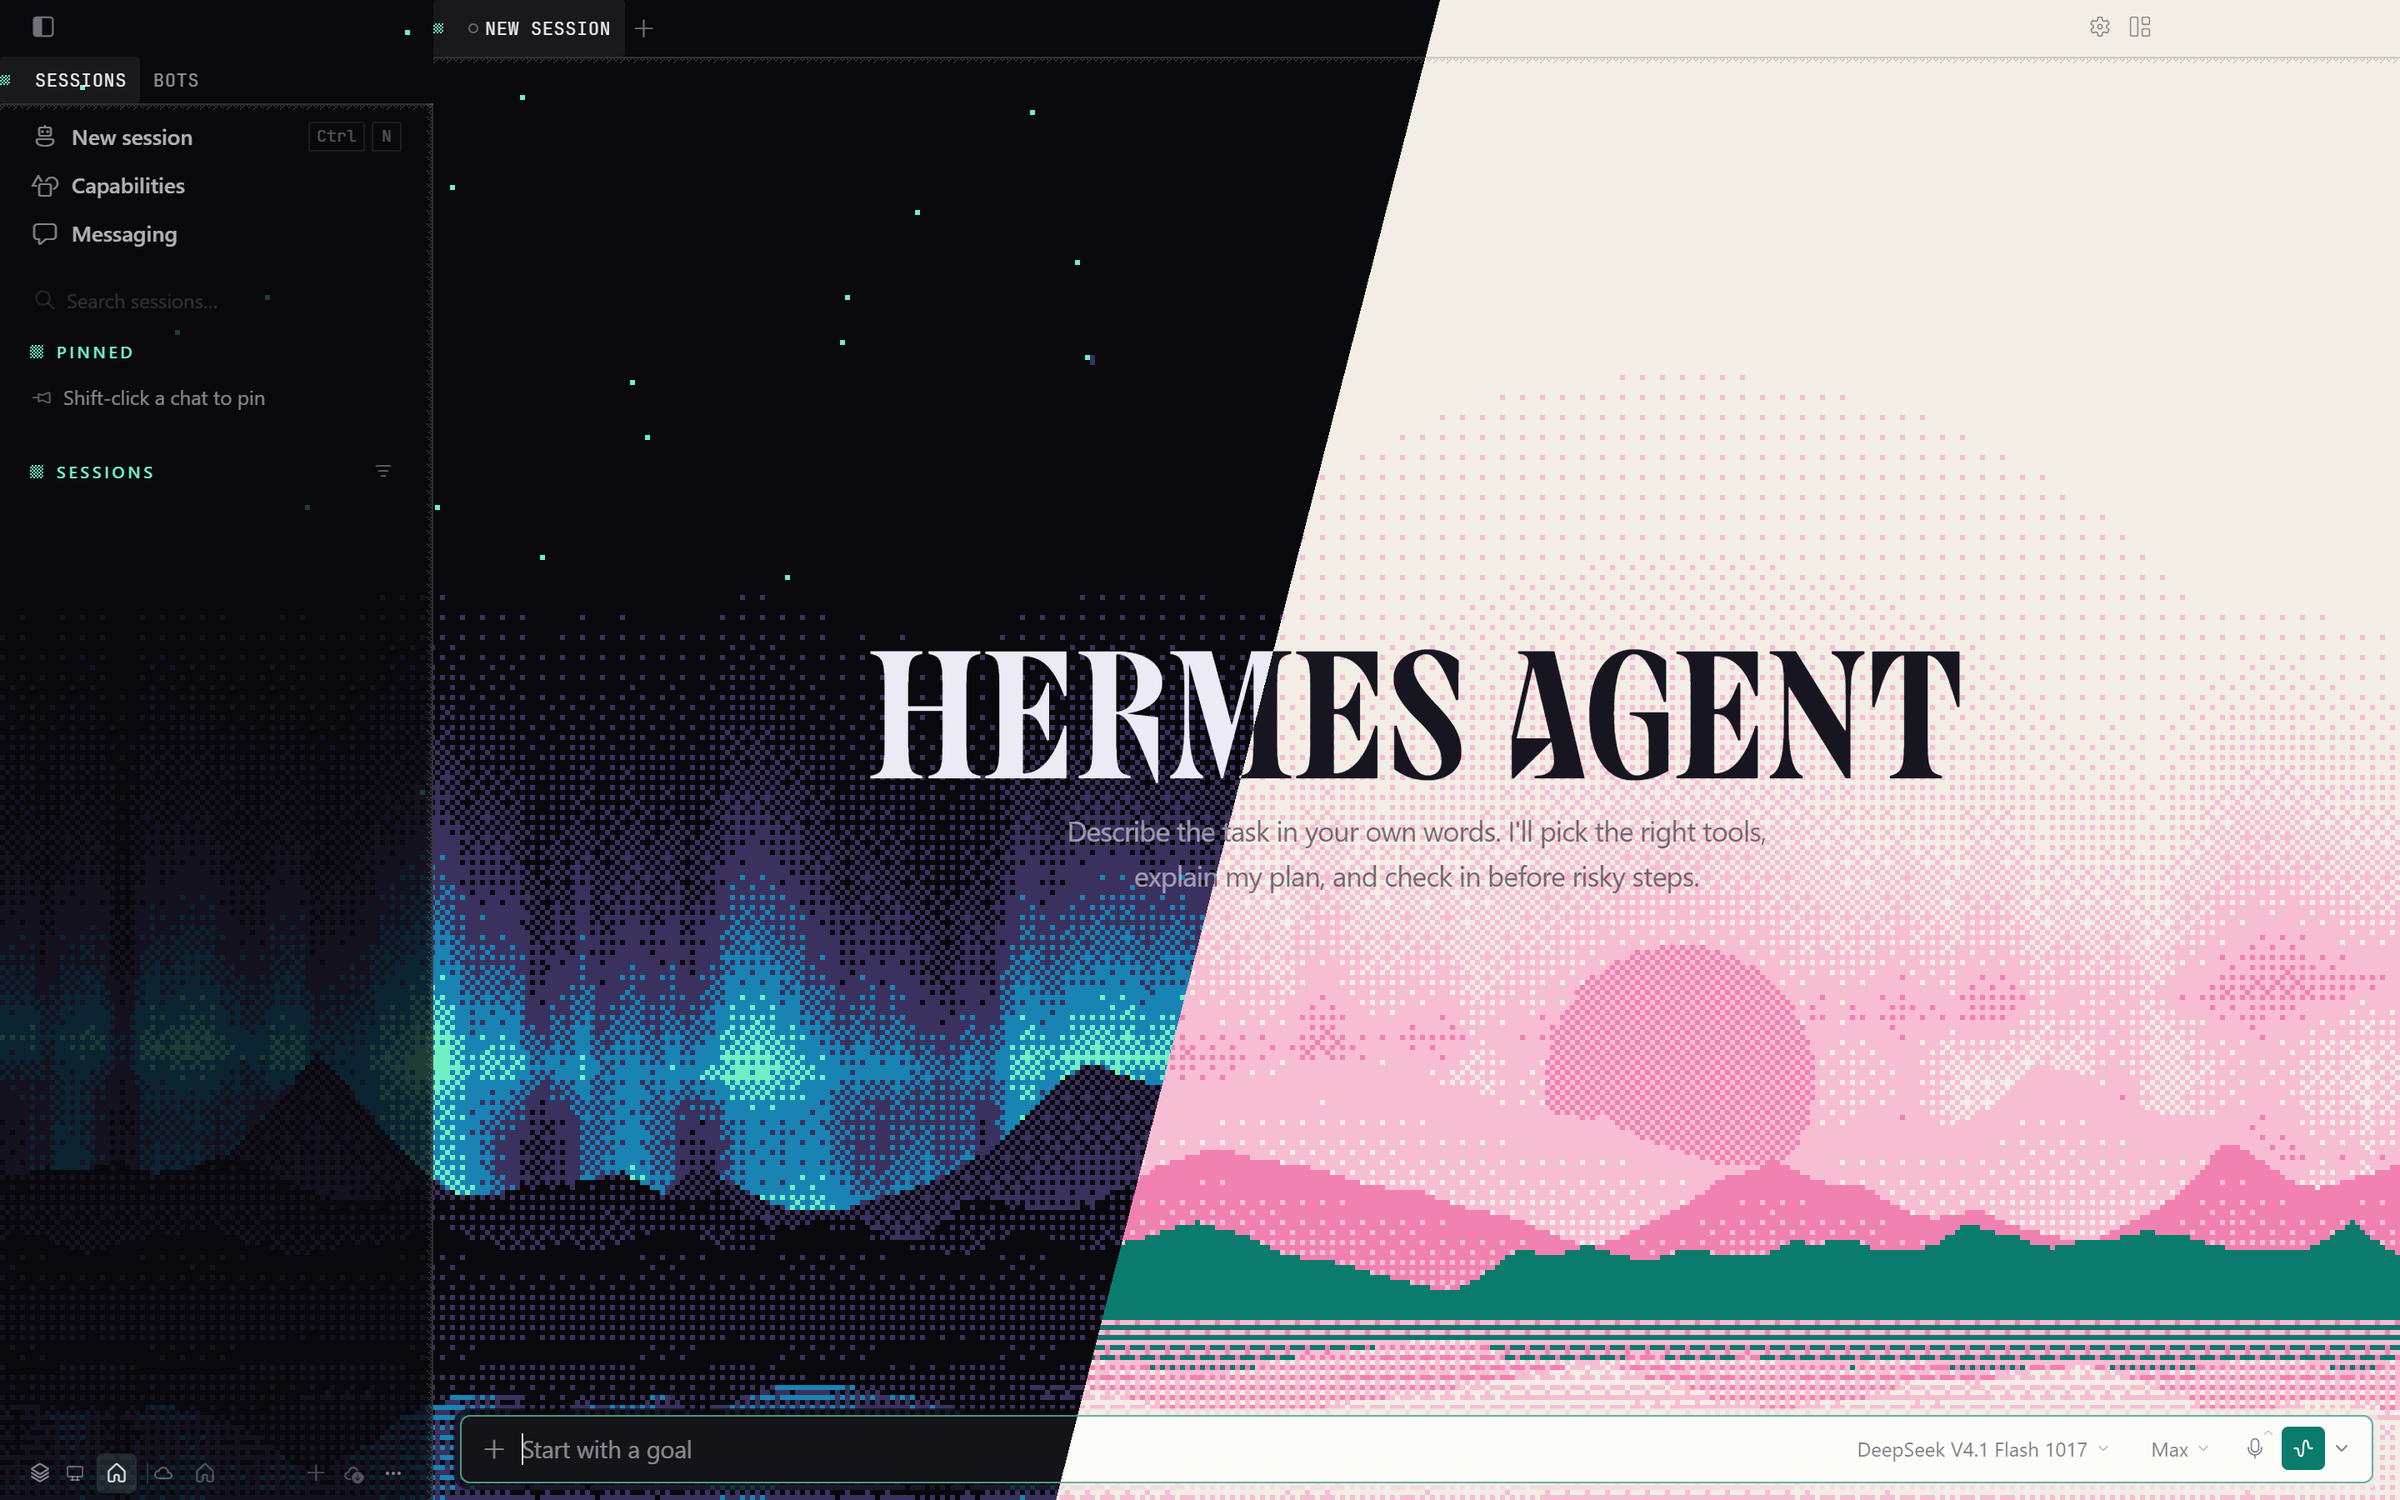 NEW SESSION
SESSIONS BOTS
New session Ctrl N
Capabilities
Messaging
Search sessions...
PINNED
Shift-click a chat to pin
SESSIONS
HERMES AGENT
Describe the task in your own words. I'll pick the right tools,
explain my plan, and check in before risky steps.
Start with a goal
DeepSeek V4.1 Flash 1017 Max